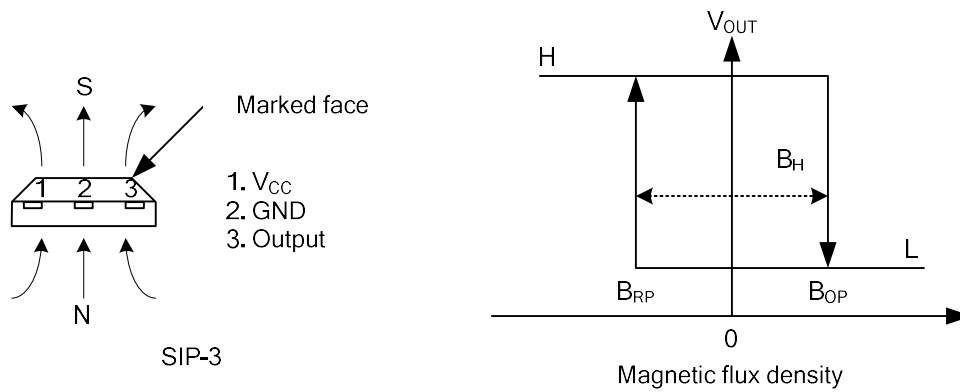 S
Marked face
1 2 3
1. VCC
2. GND
3. Output
N
SIP-3
VOUT
H
BH
L
BRP
BOP
0
Magnetic flux density